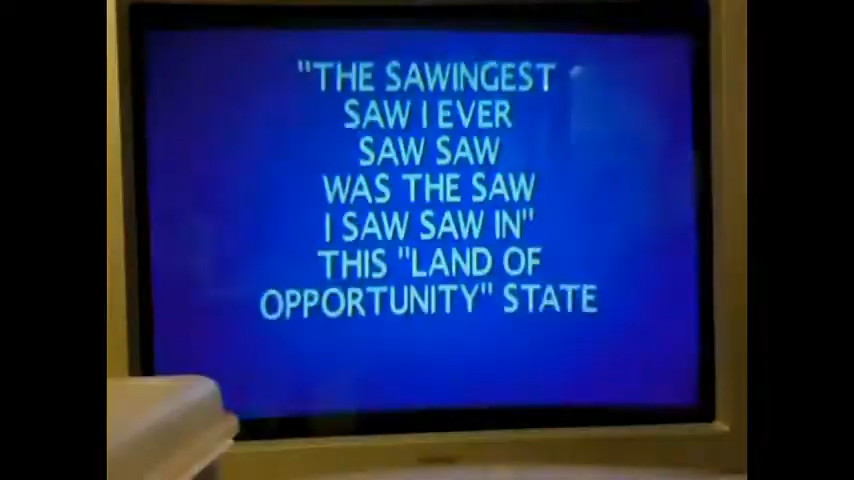 "THE SAWINGEST
SAW I EVER
SAW SAW
WAS THE SAW
I SAW SAW IN"
THIS "LAND OF
OPPORTUNITY" STATE